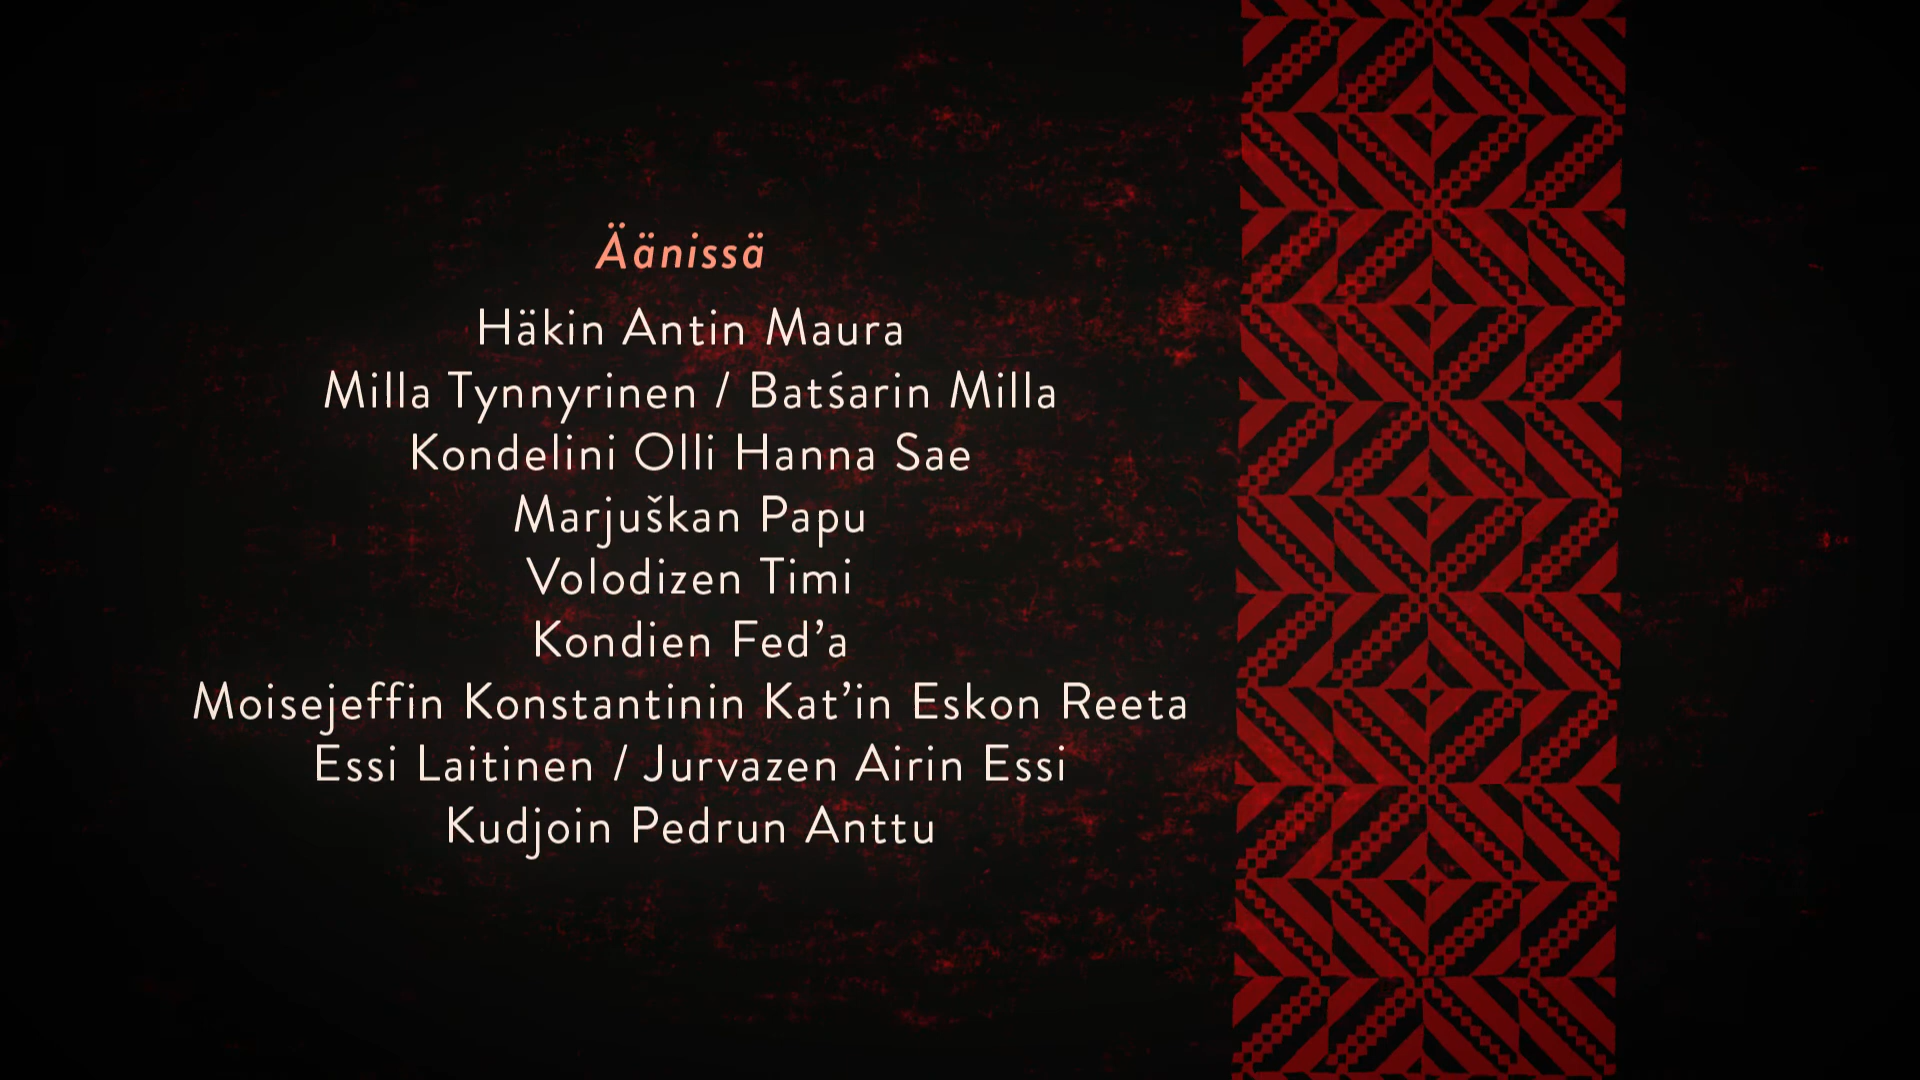 Äänissä
Häkin Antin Maura
Milla Tynnyrinen / Batśarin Milla
Kondelini Olli Hanna Sae
Marjuškan Papu
Volodizen Timi
Kondien Fed’a
Moisejeffin Konstantinin Kat’in Eskon Reeta
Essi Laitinen / Jurvazen Airin Essi
Kudjoin Pedrun Anttu